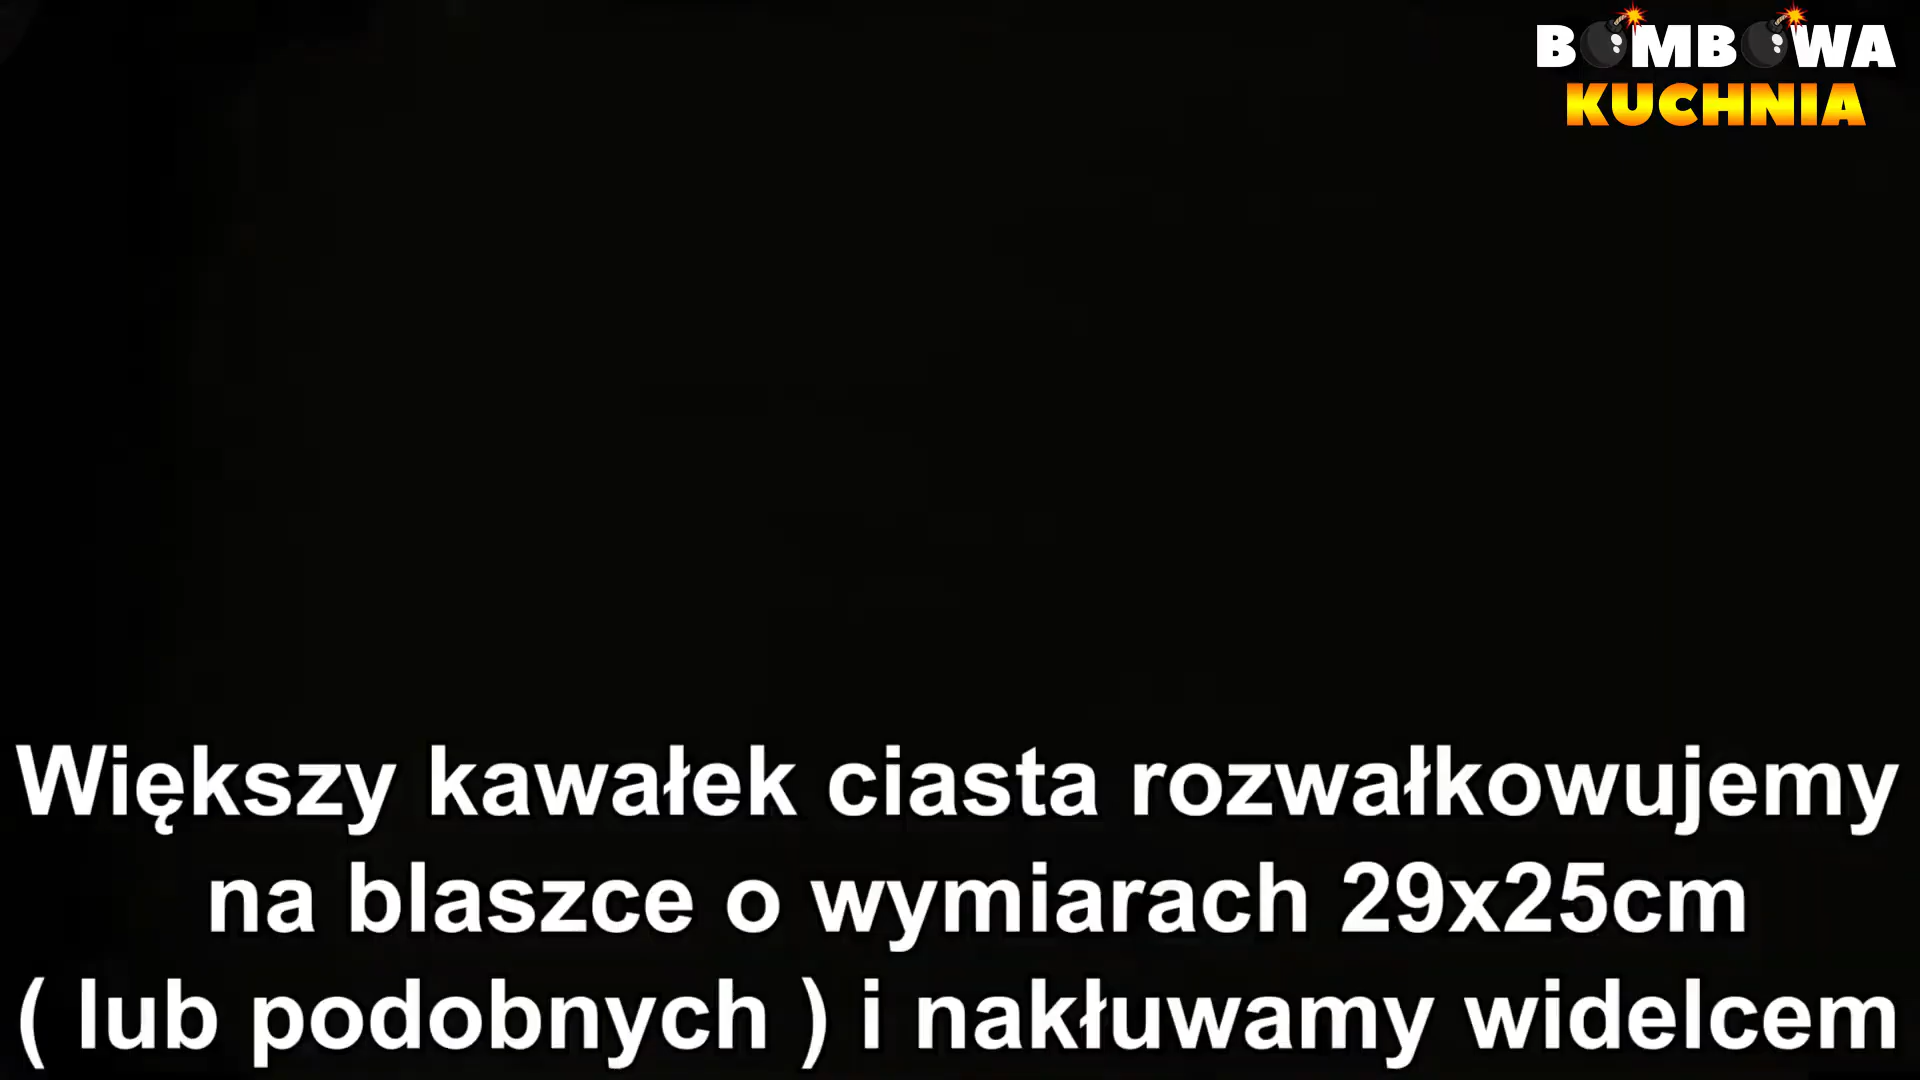 BOMBOWA
KUCHNIA
Większy kawałek ciasta rozwałkowujemy
na blaszce o wymiarach 29x25cm
( lub podobnych ) i nakłuwamy widelcem